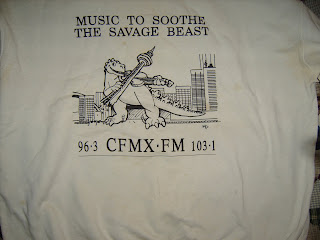 MUSIC TO SOOTHE
THE SAVAGE BEAST
96·3 CFMX·FM 103·1